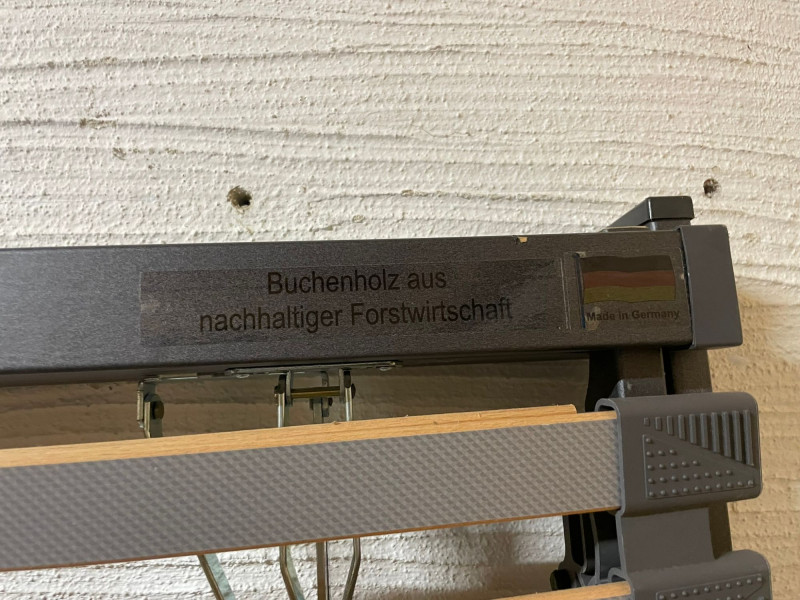 Buchenholz aus
nachhaltiger Forstwirtschaft
Made in Germany